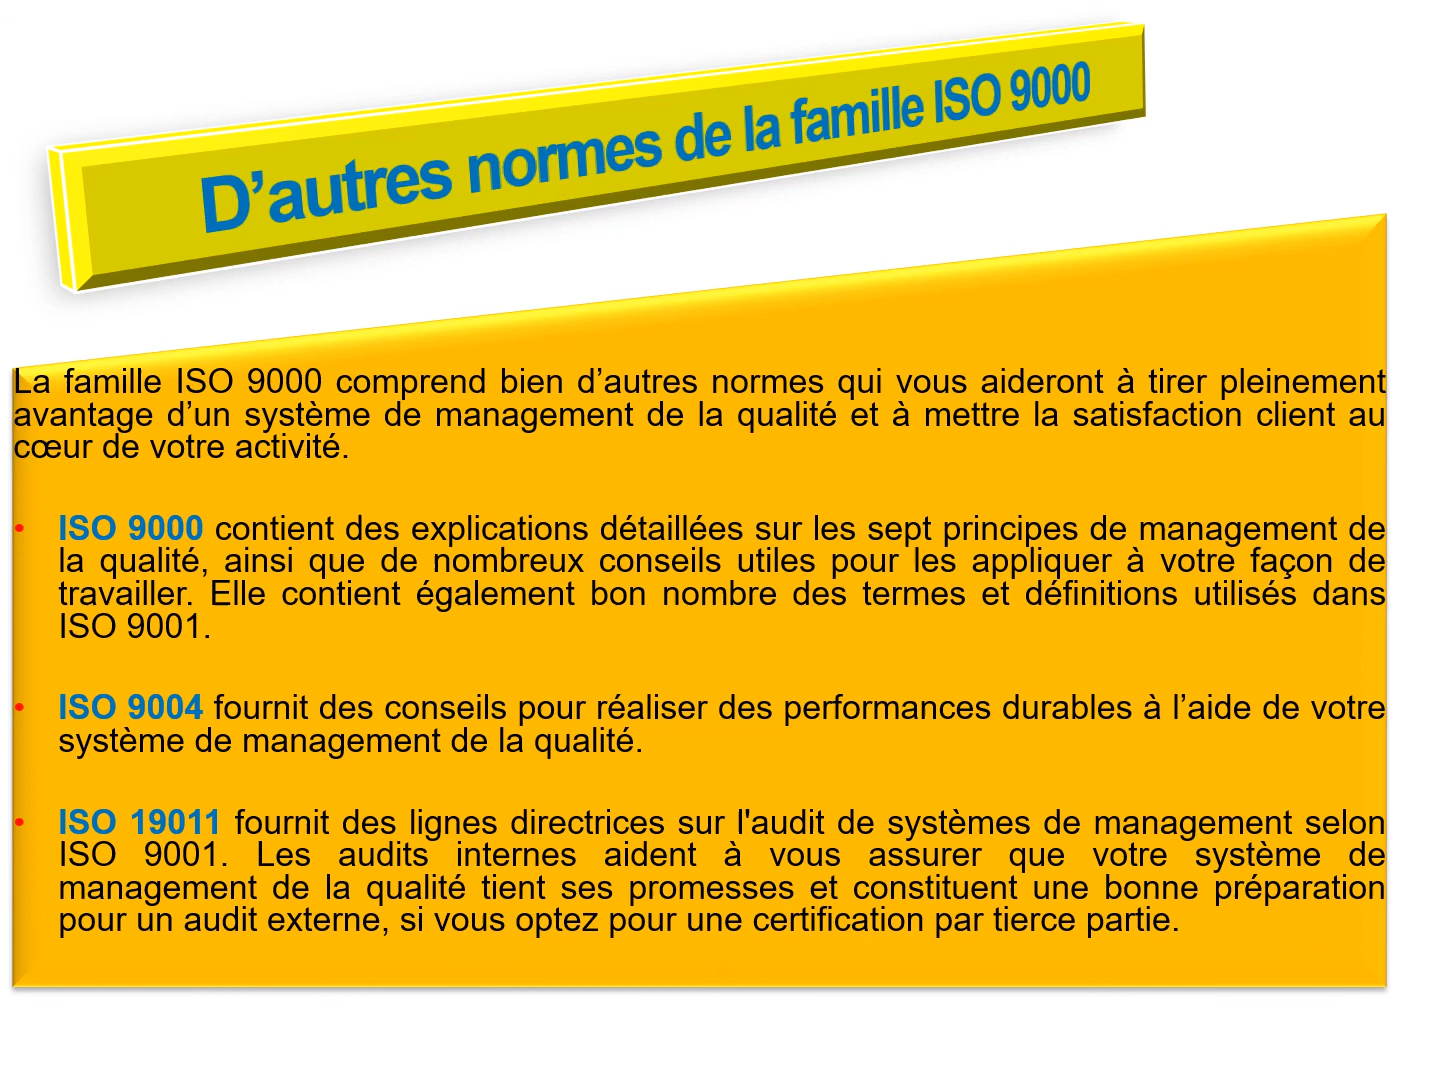 D’autres normes de la famille ISO 9000
La famille ISO 9000 comprend bien d’autres normes qui vous aideront à tirer pleinement
avantage d’un système de management de la qualité et à mettre la satisfaction client au
cœur de votre activité.
• ISO 9000 contient des explications détaillées sur les sept principes de management de
la qualité, ainsi que de nombreux conseils utiles pour les appliquer à votre façon de
travailler. Elle contient également bon nombre des termes et définitions utilisés dans
ISO 9001.
• ISO 9004 fournit des conseils pour réaliser des performances durables à l’aide de votre
système de management de la qualité.
• ISO 19011 fournit des lignes directrices sur l'audit de systèmes de management selon
ISO 9001. Les audits internes aident à vous assurer que votre système de
management de la qualité tient ses promesses et constituent une bonne préparation
pour un audit externe, si vous optez pour une certification par tierce partie.